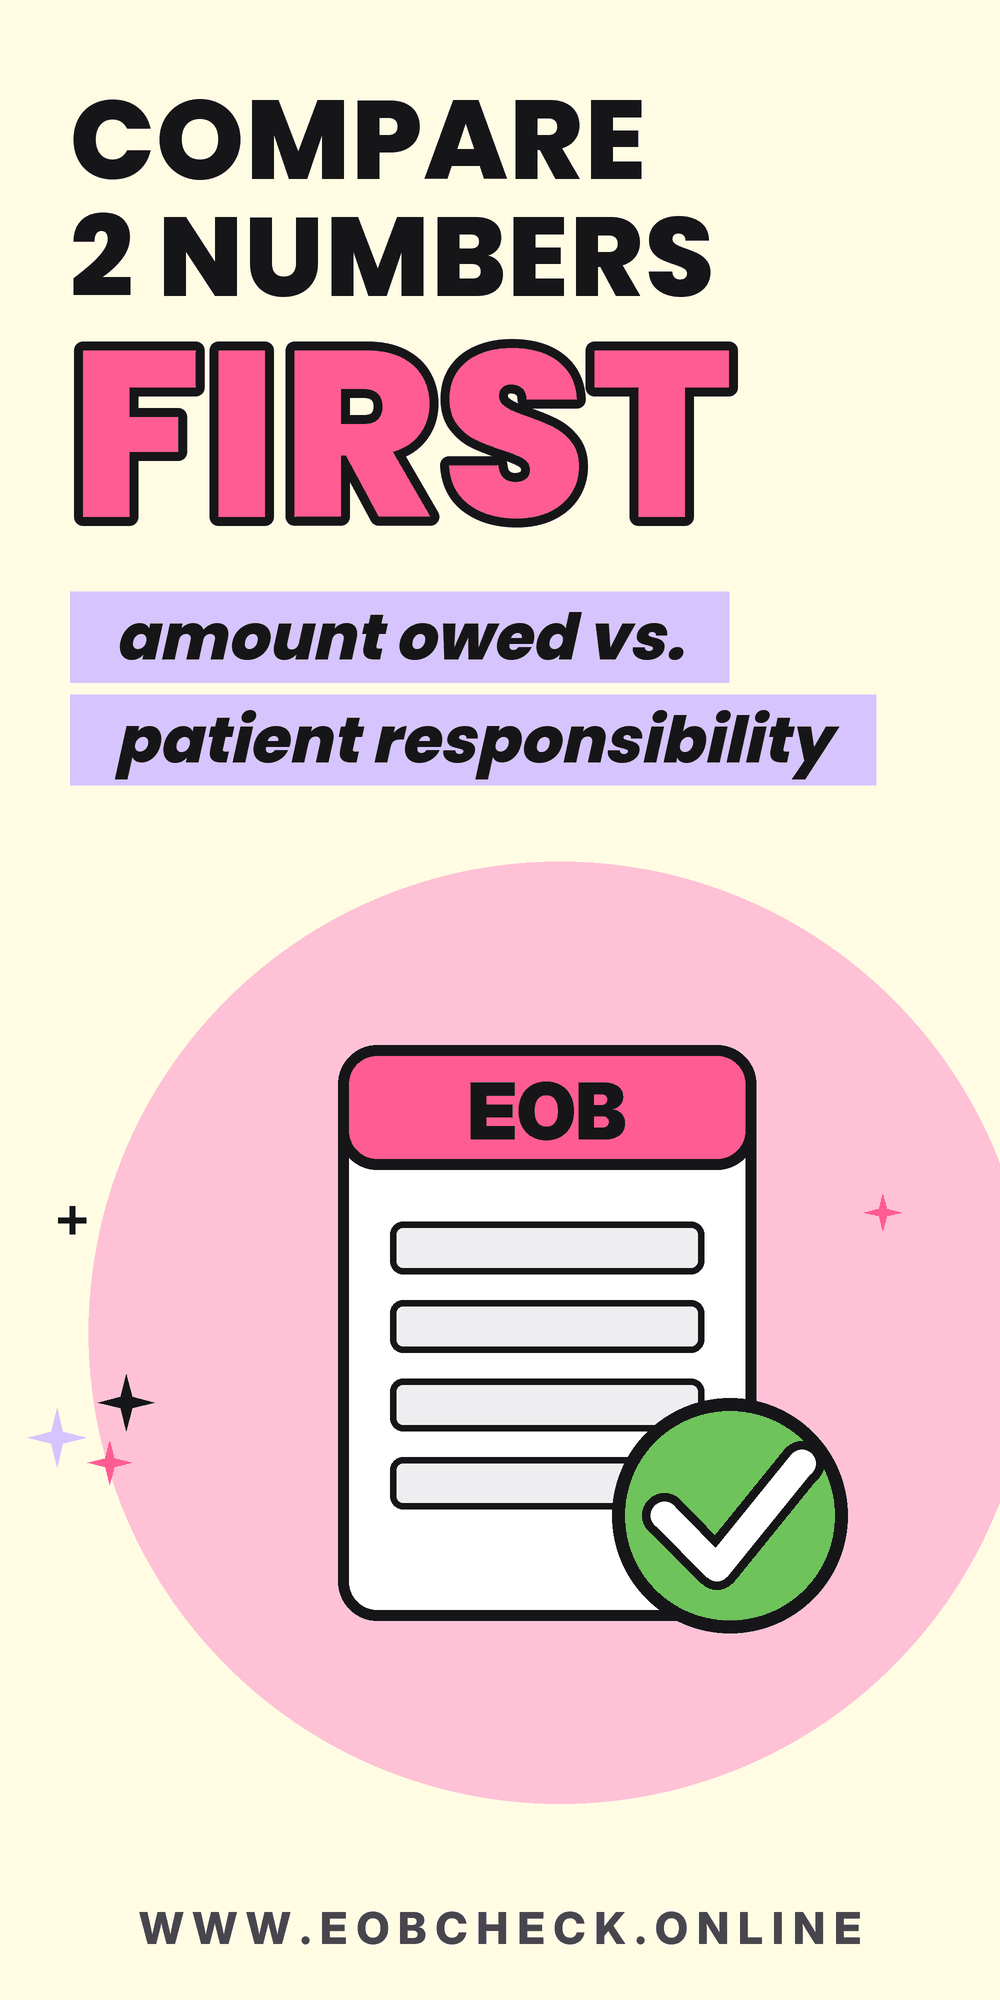 COMPARE
2 NUMBERS
FIRST
amount owed vs.
patient responsibility
EOB
WWW.EOBCHECK.ONLINE